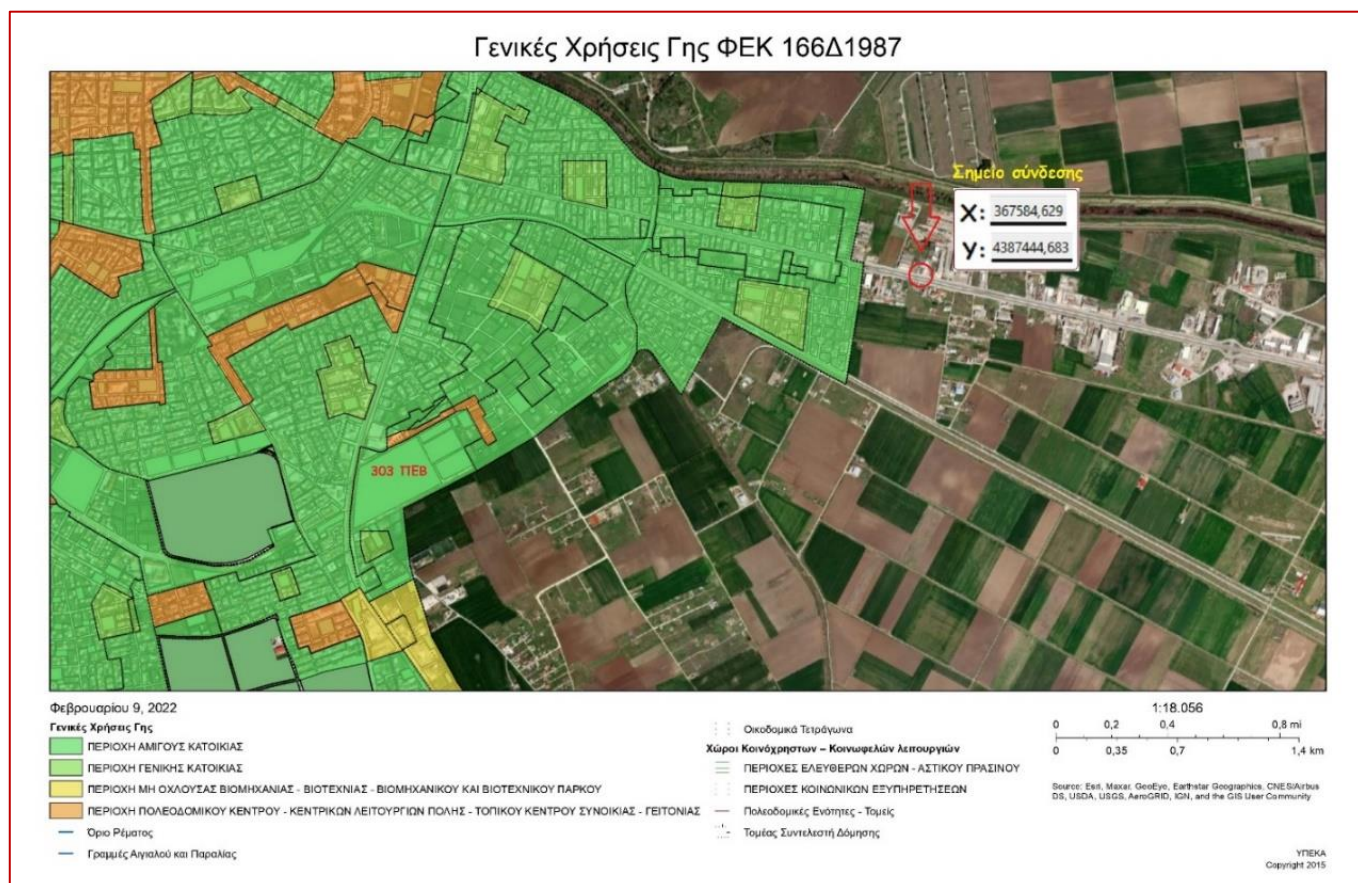 Γενικές Χρήσεις Γης ΦΕΚ 166Δ1987
Σημείο σύνδεσης
X: 367584,629
Y: 4387444,683
303 ΠΕΒ
Φεβρουαρίου 9, 2022
Γενικές Χρήσεις Γης
ΠΕΡΙΟΧΗ ΑΜΙΓΟΥΣ ΚΑΤΟΙΚΙΑΣ
ΠΕΡΙΟΧΗ ΓΕΝΙΚΗΣ ΚΑΤΟΙΚΙΑΣ
ΠΕΡΙΟΧΗ ΜΗ ΟΧΛΟΥΣΑΣ ΒΙΟΜΗΧΑΝΙΑΣ - ΒΙΟΤΕΧΝΙΑΣ - ΒΙΟΜΗΧΑΝΙΚΟΥ ΚΑΙ ΒΙΟΤΕΧΝΙΚΟΥ ΠΑΡΚΟΥ
ΠΕΡΙΟΧΗ ΠΟΛΕΟΔΟΜΙΚΟΥ ΚΕΝΤΡΟΥ - ΚΕΝΤΡΙΚΩΝ ΛΕΙΤΟΥΡΓΙΩΝ ΠΟΛΗΣ - ΤΟΠΙΚΟΥ ΚΕΝΤΡΟΥ ΣΥΝΟΙΚΙΑΣ - ΓΕΙΤΟΝΙΑΣ
Όριο Ρέματος
Γραμμές Αιγιαλού και Παραλίας
Οικοδομικά Τετράγωνα
Χώροι Κοινόχρηστων – Κοινωφελών λειτουργιών
ΠΕΡΙΟΧΕΣ ΕΛΕΥΘΕΡΩΝ ΧΩΡΩΝ - ΑΣΤΙΚΟΥ ΠΡΑΣΙΝΟΥ
ΠΕΡΙΟΧΕΣ ΚΟΙΝΩΝΙΚΩΝ ΕΞΥΠΗΡΕΤΗΣΕΩΝ
Πολεοδομικές Ενότητες - Τομείς
Τομέας Συντελεστή Δόμησης
1:18.056
0 0,2 0,4 0,8 mi
0 0,35 0,7 1,4 km
Source: Esri, Maxar, GeoEye, Earthstar Geographics, CNES/Airbus
DS, USDA, USGS, AeroGRID, IGN, and the GIS User Community
ΥΠΕΚΑ
Copyright 2015